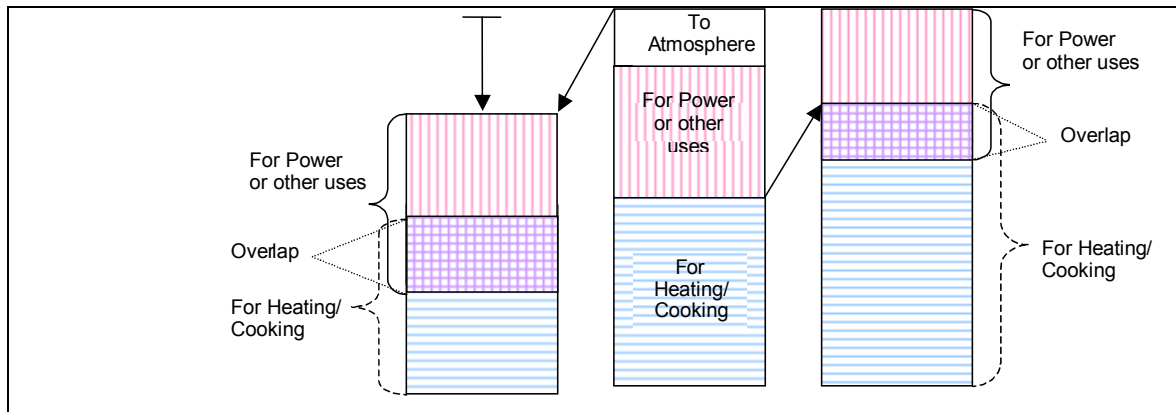 For Power
or other uses
Overlap
For Heating/
Cooking
To
Atmosphere
For Power
or other
uses
For
Heating/
Cooking
For Power
or other uses
Overlap
For Heating/
Cooking